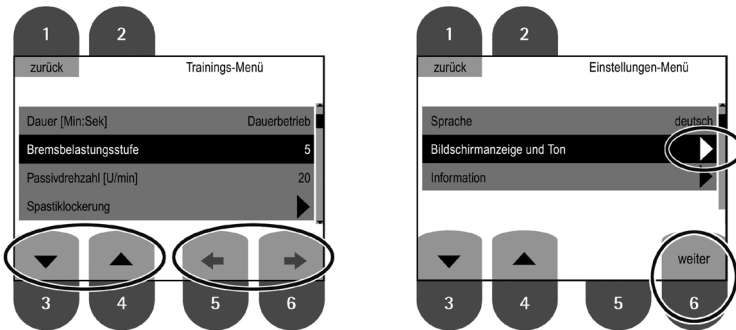 1 2
zurück Trainings-Menü
Dauer [Min:Sek] Dauerbetrieb
Bremsbelastungsstufe 5
Passivdrehzahl [U/min] 20
Spastiklockerung
3 4 5 6
1 2
zurück Einstellungen-Menü
Sprache deutsch
Bildschirmanzeige und Ton
Information
weiter
3 4 5 6